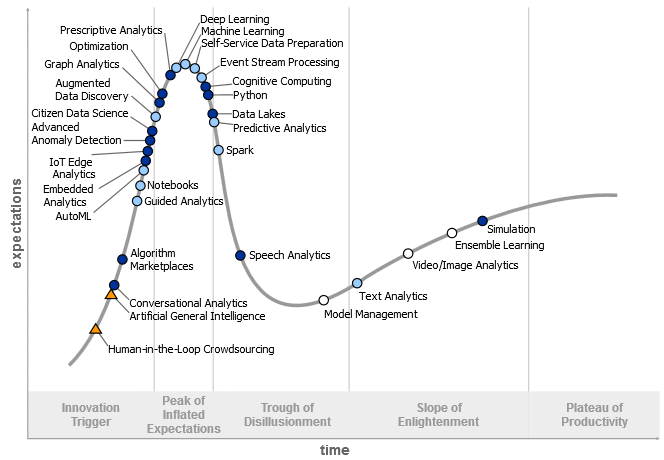 Deep Learning
Machine Learning
Prescriptive Analytics
Self-Service Data Preparation
Optimization
Event Stream Processing
Graph Analytics
Cognitive Computing
Augmented
Data Discovery
Python
Citizen Data Science
Data Lakes
Advanced
Anomaly Detection
Predictive Analytics
IoT Edge
Analytics
Spark
Embedded
Analytics
Notebooks
AutoML
Guided Analytics
Algorithm
Marketplaces
Speech Analytics
Conversational Analytics
Artificial General Intelligence
Human-in-the-Loop Crowdsourcing
Simulation
Ensemble Learning
Video/Image Analytics
Text Analytics
Model Management
expectations
Innovation
Trigger
Peak of
Inflated
Expectations
Trough of
Disillusionment
Slope of
Enlightenment
Plateau of
Productivity
time